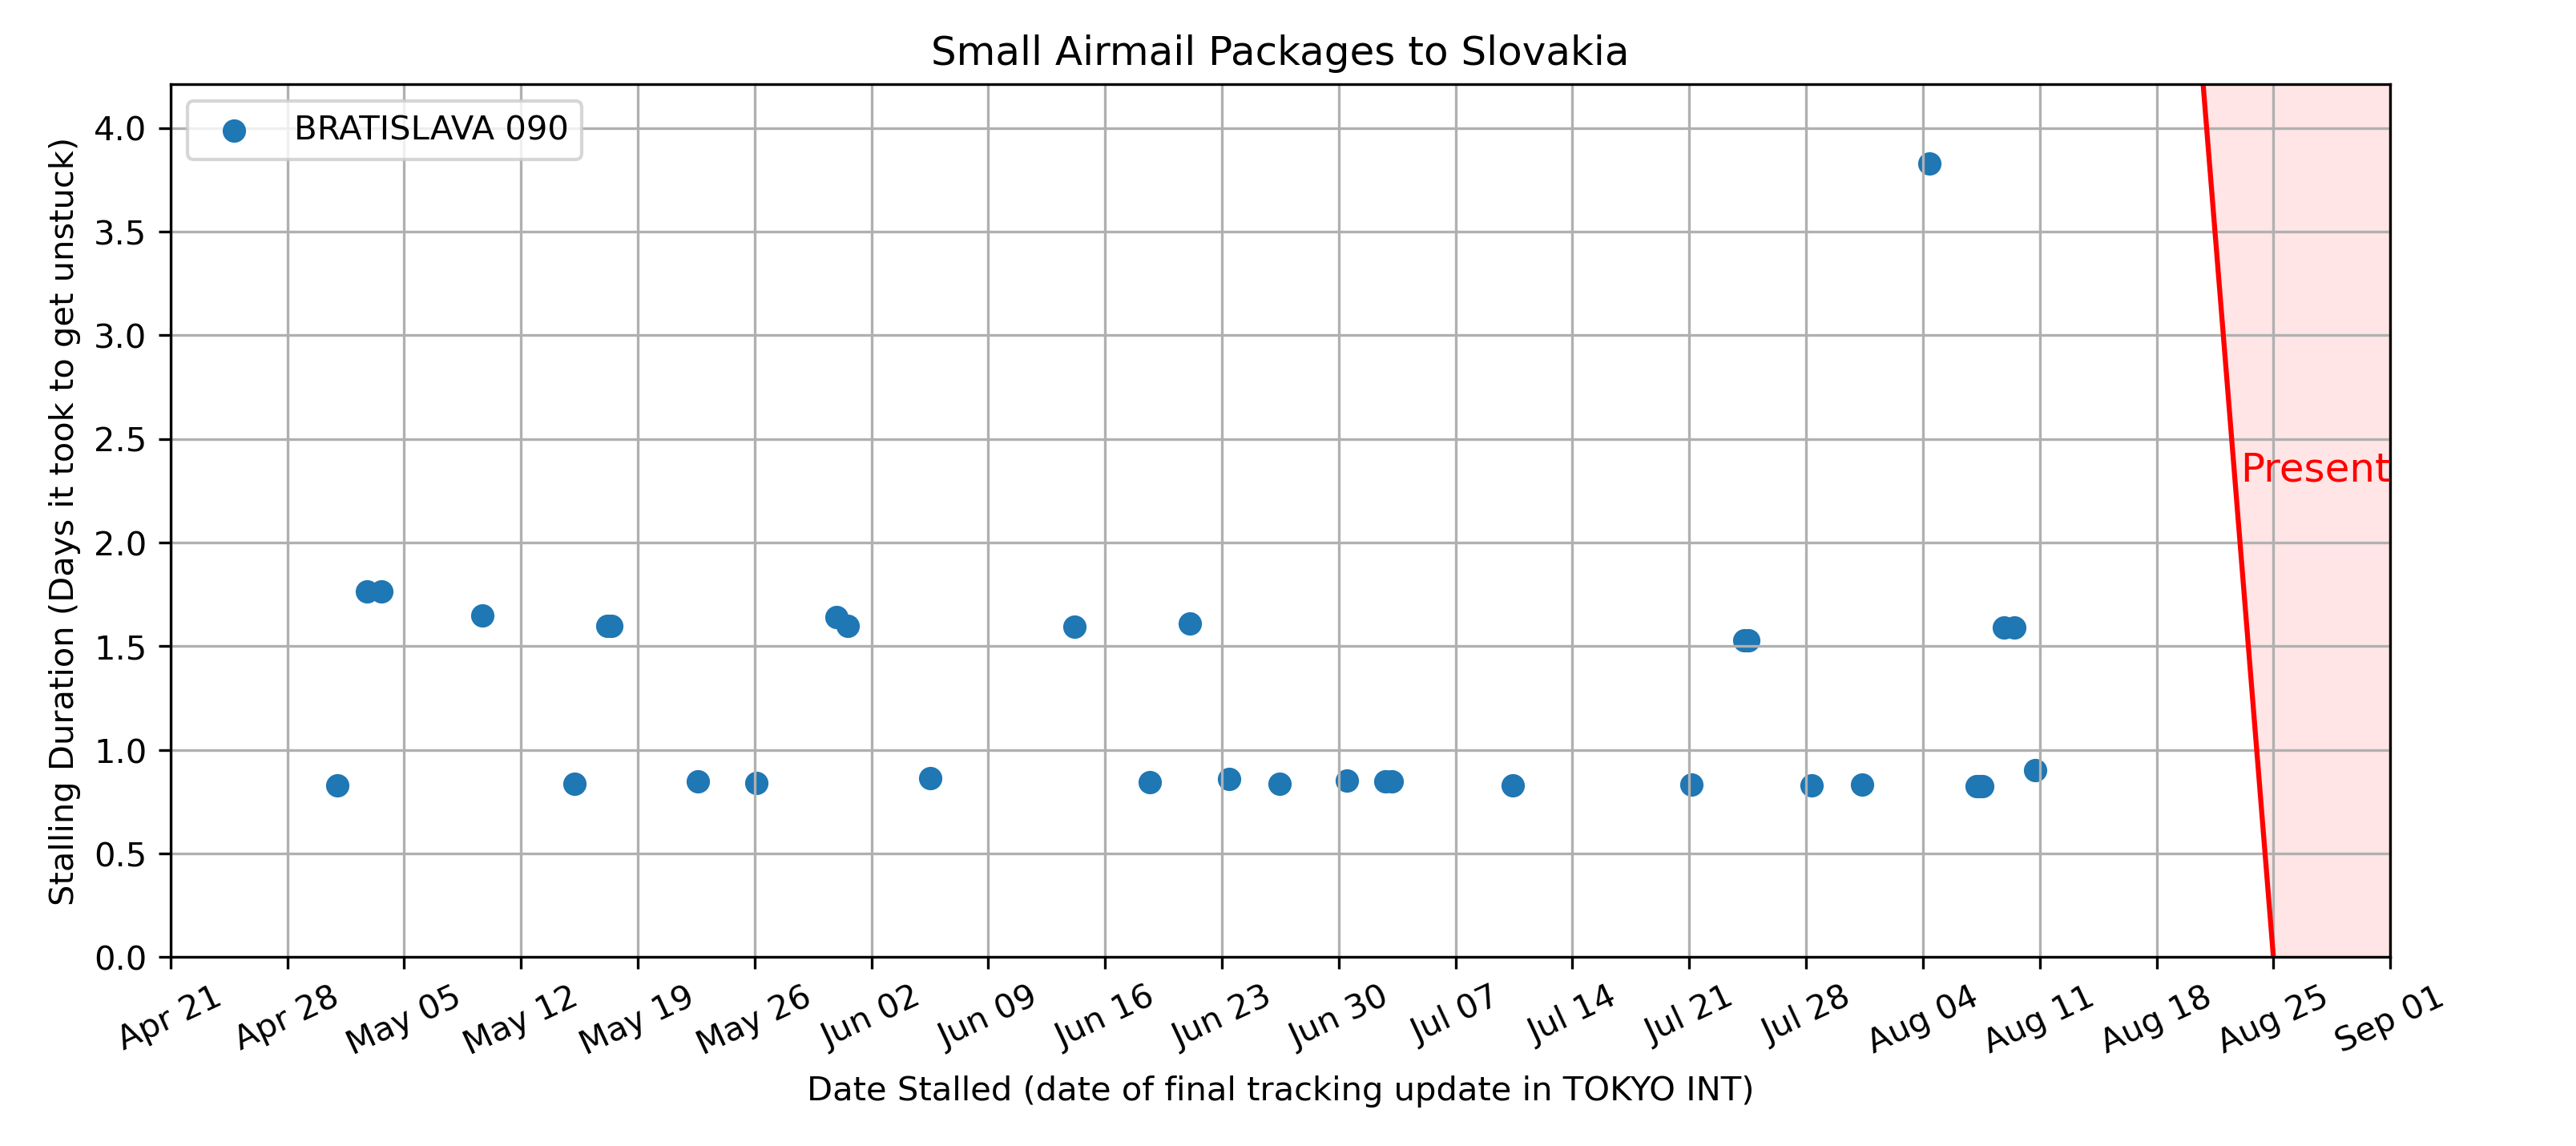 Small Airmail Packages to Slovakia
BRATISLAVA 090
Stalling Duration (Days it took to get unstuck)
4.0
3.5
3.0
2.5
2.0
1.5
1.0
0.5
0.0
Present
Apr 21 Apr 28 May 05 May 12 May 19 May 26 Jun 02 Jun 09 Jun 16 Jun 23 Jun 30 Jul 07 Jul 14 Jul 21 Jul 28 Aug 04 Aug 11 Aug 18 Aug 25 Sep 01
Date Stalled (date of final tracking update in TOKYO INT)